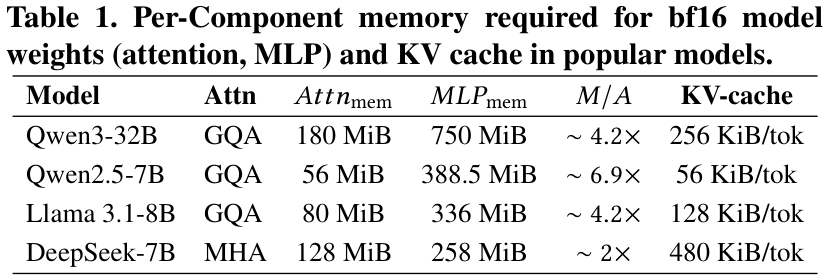 Table 1. Per-Component memory required for bf16 model
weights (attention, MLP) and KV cache in popular models.
Model Attn Attn_mem MLP_mem M/A KV-cache
Qwen3-32B GQA 180 MiB 750 MiB ~ 4.2× 256 KiB/tok
Qwen2.5-7B GQA 56 MiB 388.5 MiB ~ 6.9× 56 KiB/tok
Llama 3.1-8B GQA 80 MiB 336 MiB ~ 4.2× 128 KiB/tok
DeepSeek-7B MHA 128 MiB 258 MiB ~ 2× 480 KiB/tok